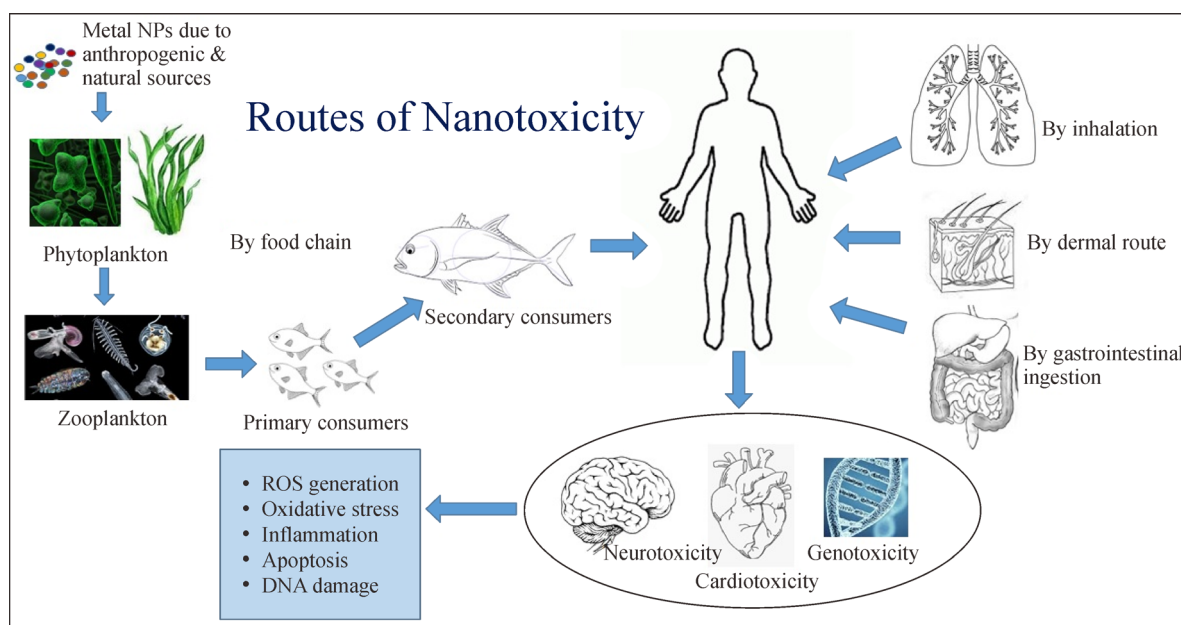 Metal NPs due to
anthropogenic &
natural sources
Routes of Nanotoxicity
By inhalation
Phytoplankton
By food chain
By dermal route
Secondary consumers
By gastrointestinal
ingestion
Zooplankton
Primary consumers
• ROS generation
• Oxidative stress
• Inflammation
• Apoptosis
• DNA damage
Neurotoxicity
Cardiotoxicity
Genotoxicity